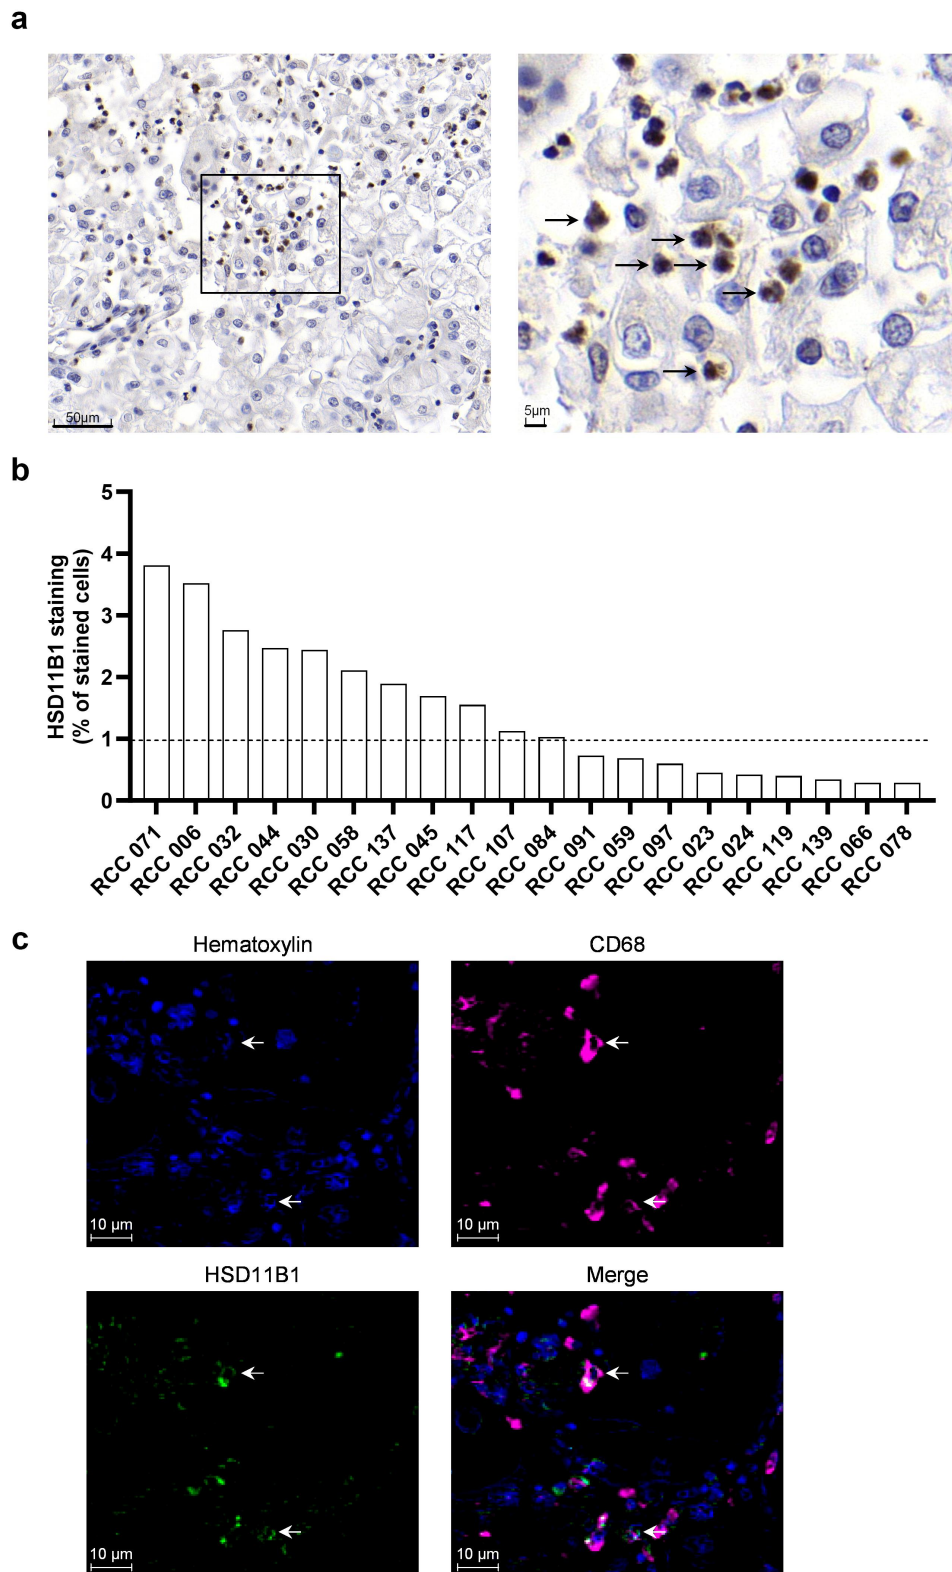 a
50µm
5µm
b
HSD11B1 staining
(% of stained cells)
5
4
3
2
1
0
RCC 071
RCC 006
RCC 032
RCC 044
RCC 030
RCC 058
RCC 137
RCC 045
RCC 117
RCC 107
RCC 084
RCC 091
RCC 059
RCC 097
RCC 023
RCC 024
RCC 119
RCC 139
RCC 066
RCC 078
c
Hematoxylin
CD68
10 µm
10 µm
HSD11B1
Merge
10 µm
10 µm